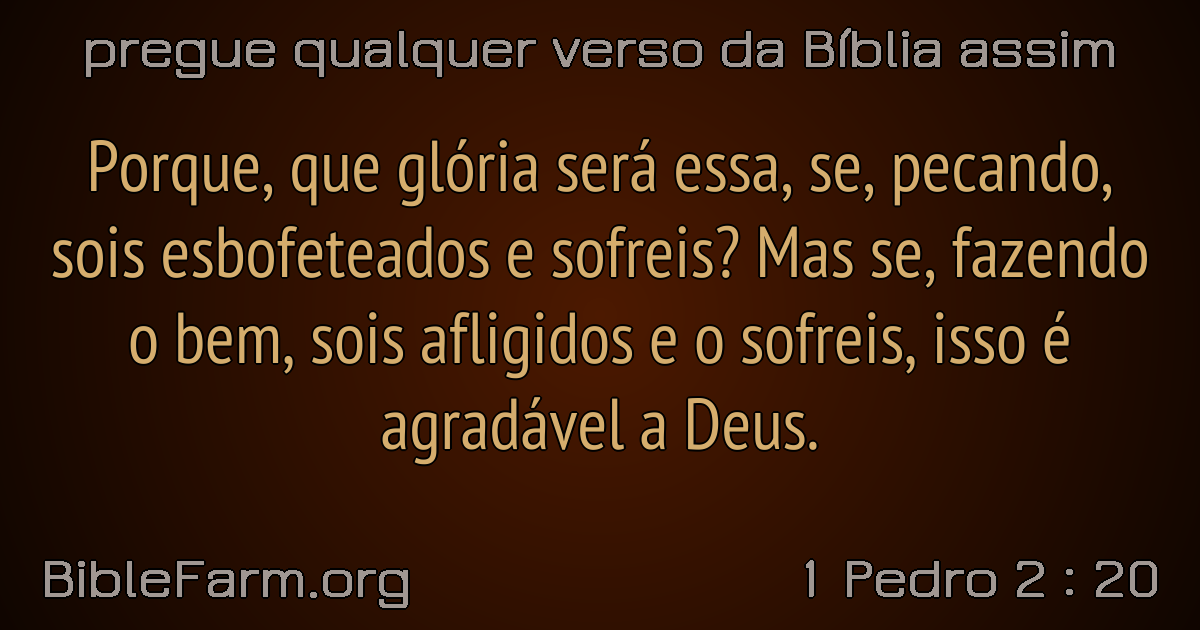 pregue qualquer verso da Bíblia assim
Porque, que glória será essa, se, pecando,
sois esbofeteados e sofreis? Mas se, fazendo
o bem, sois afligidos e o sofreis, isso é
agradável a Deus.
BibleFarm.org
1 Pedro 2 : 20